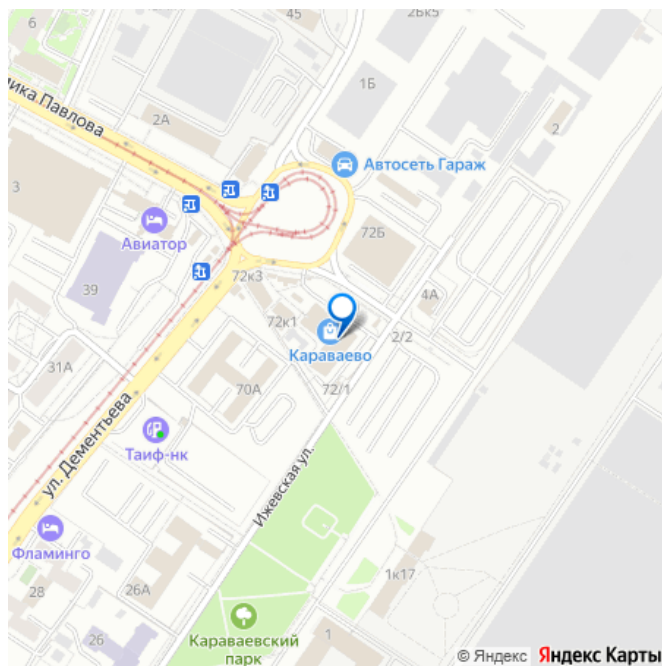 6
45
2Бк5
1Б
2
ика Павлова
2А
Автосеть Гараж
3
Авиатор
72Б
39
72к3
4А
72к1
2/2
Караваево
31А
70А
72/1
ул. Дементьева
Таиф-нк
Ижевская ул.
Фламинго
28
26А
1к17
26
Караваевский
парк
1
© Яндекс Яндекс Карты